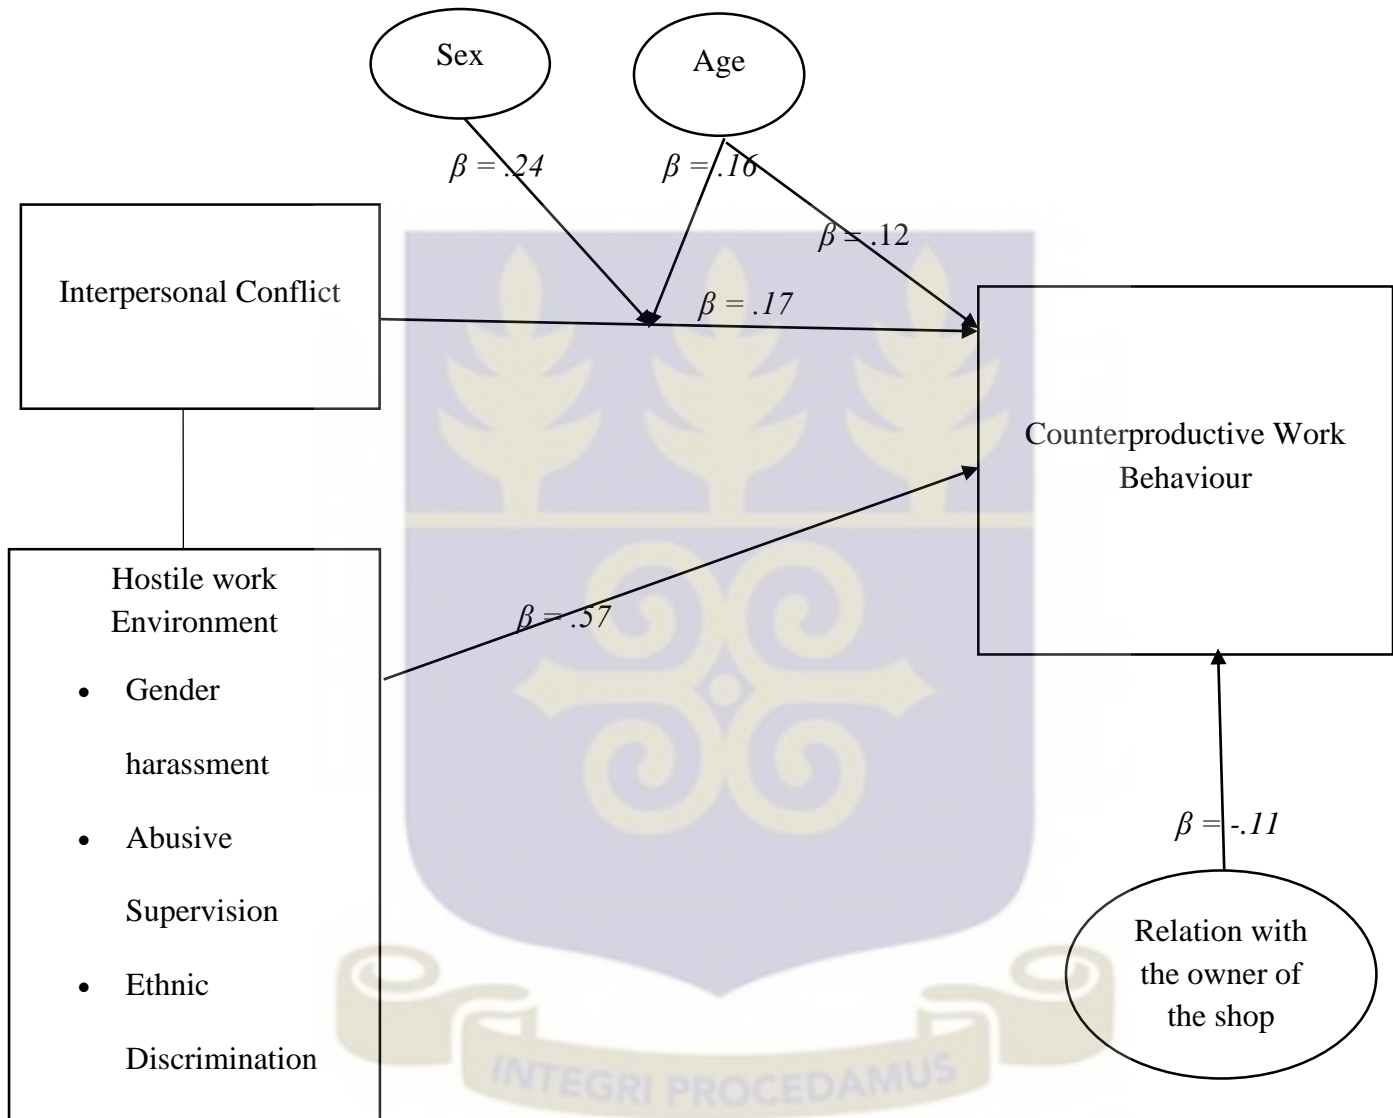 Sex
Age
β = .24
β = .16
β = .12
Interpersonal Conflict
β = .17
Counterproductive Work
Behaviour
Hostile work
Environment
• Gender
harassment
• Abusive
Supervision
• Ethnic
Discrimination
β = .57
β = -.11
Relation with
the owner of
the shop
INTEGRI PROCEDAMUS